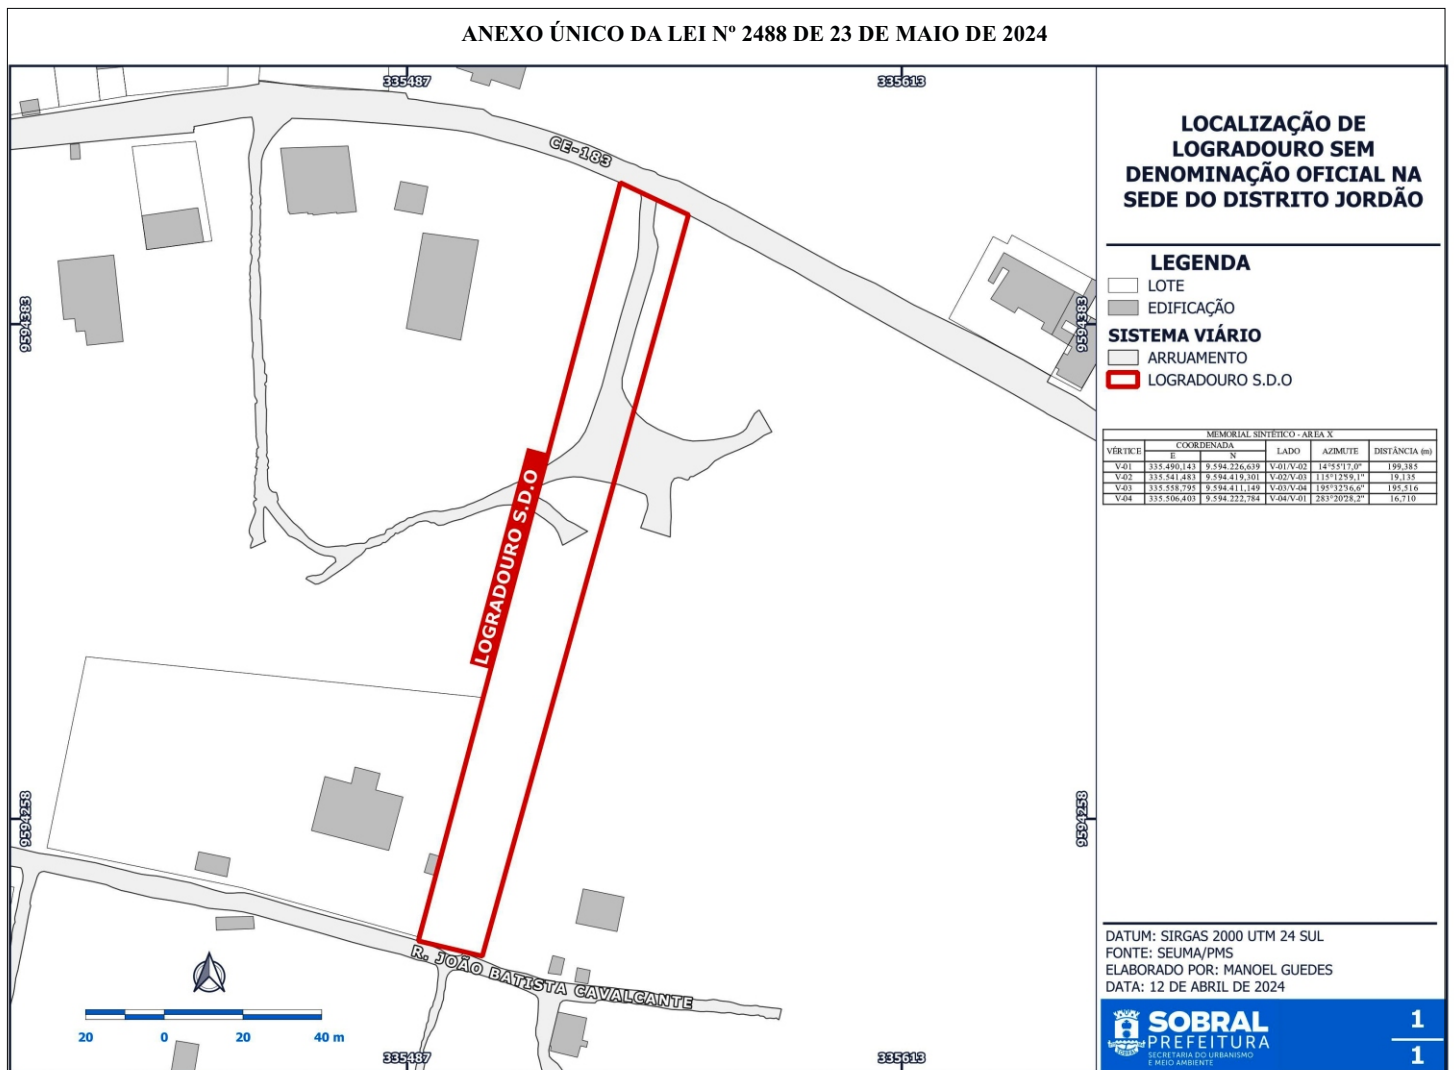 ANEXO ÚNICO DA LEI Nº 2488 DE 23 DE MAIO DE 2024
335487
335613
CE-183
9594383
9594383
LOGRADOURO S.D.O
9594258
9594258
R. JOÃO BATISTA CAVALCANTE
20 0 20 40 m
335487
335613
LOCALIZAÇÃO DE
LOGRADOURO SEM
DENOMINAÇÃO OFICIAL NA
SEDE DO DISTRITO JORDÃO
LEGENDA
LOTE
EDIFICAÇÃO
SISTEMA VIÁRIO
ARRUAMENTO
LOGRADOURO S.D.O
MEMORIAL SINTÉTICO - AREA X
VÉRTICE COORDENADA LADO AZIMUTE DISTÂNCIA (m)
E N
V-01 335.490,143 9.594.226,639 V-01/V-02 14°55'17,0" 199,385
V-02 335.541,483 9.594.419,301 V-02/V-03 115°12'59,1" 19,135
V-03 335.558,795 9.594.411,149 V-03/V-04 195°32'36,6" 195,516
V-04 335.506,403 9.594.222,784 V-04/V-01 283°20'28,2" 16,710
DATUM: SIRGAS 2000 UTM 24 SUL
FONTE: SEUMA/PMS
ELABORADO POR: MANOEL GUEDES
DATA: 12 DE ABRIL DE 2024
SOBRAL
PREFEITURA
SECRETARIA DO URBANISMO
E MEIO AMBIENTE
1
1